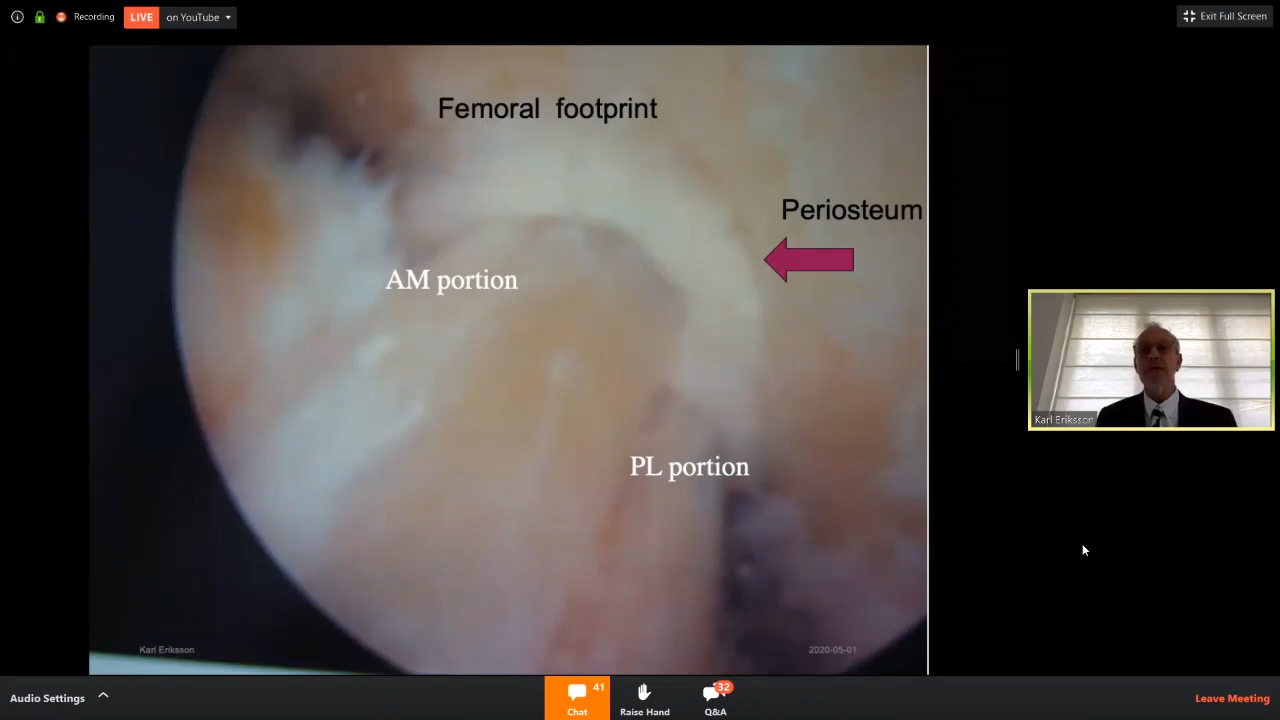 Recording
LIVE on YouTube
Exit Full Screen
Femoral footprint
Periosteum
AM portion
PL portion
Karl Eriksson
Karl Eriksson
2020-05-01
Audio Settings
41
Chat
Raise Hand
32
Q&A
Leave Meeting